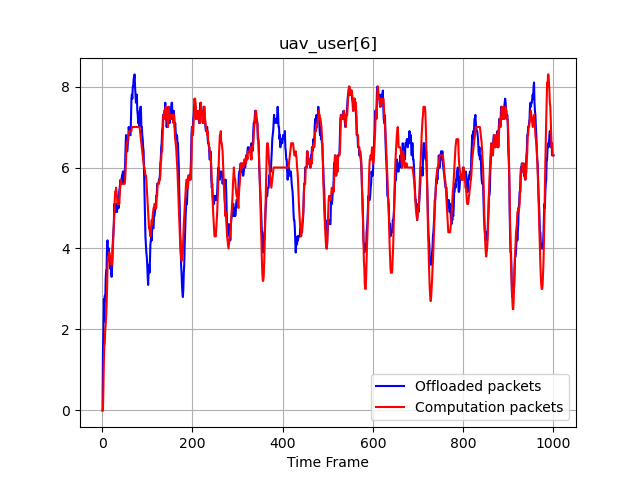 uav_user[6]
8
6
4
2
0
0 200 400 600 800 1000
Time Frame
Offloaded packets
Computation packets